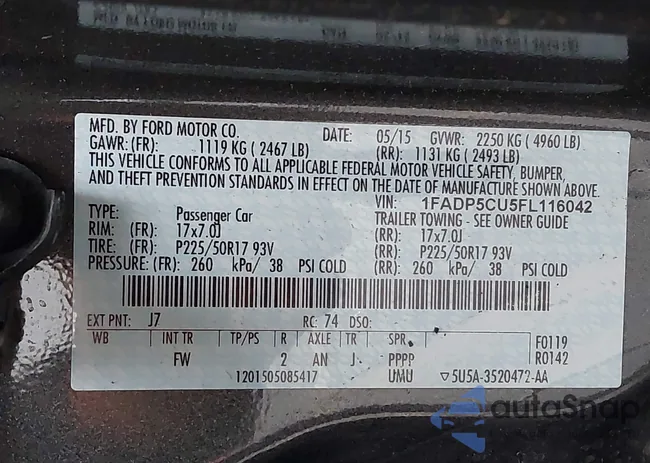 MFD. BY FORD MOTOR CO. DATE: 05/15 GVWR: 2250 KG ( 4960 LB)
GAWR: (FR): 1119 KG ( 2467 LB) (RR): 1131 KG ( 2493 LB)
THIS VEHICLE CONFORMS TO ALL APPLICABLE FEDERAL MOTOR VEHICLE SAFETY, BUMPER,
AND THEFT PREVENTION STANDARDS IN EFFECT ON THE DATE OF MANUFACTURE SHOWN ABOVE.
VIN: 1FADP5CU5FL116042
TYPE: Passenger Car TRAILER TOWING - SEE OWNER GUIDE
RIM: (FR): 17x7.0J (RR): 17x7.0J
TIRE: (FR): P225/50R17 93V (RR): P225/50R17 93V
PRESSURE: (FR): 260 kPa/ 38 PSI COLD (RR): 260 kPa/ 38 PSI COLD
EXT PNT: J7 RC: 74 DSO:
WB INT TR TP/PS R AXLE TR SPR F0119
FW 2 AN J PPPP R0142
1201505085417 UMU ▽5U5A-3520472-AA
autoSnap